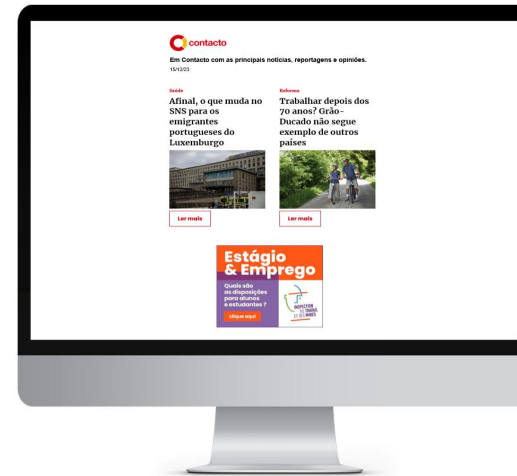 contacto
Em Contacto com as principais notícias, reportagens e opiniões.
15/12/23
Saúde
Afinal, o que muda no
SNS para os
emigrantes
portugueses do
Luxemburgo
Ler mais
Reforma
Trabalhar depois dos
70 anos? Grão-
Ducado não segue
exemplo de outros
países
Ler mais
Estágio
& Emprego
Quais são
as disposições
para alunos
e estudantes ?
clique aqui
INSPECTION
DU TRAVAIL
ET DES MINES